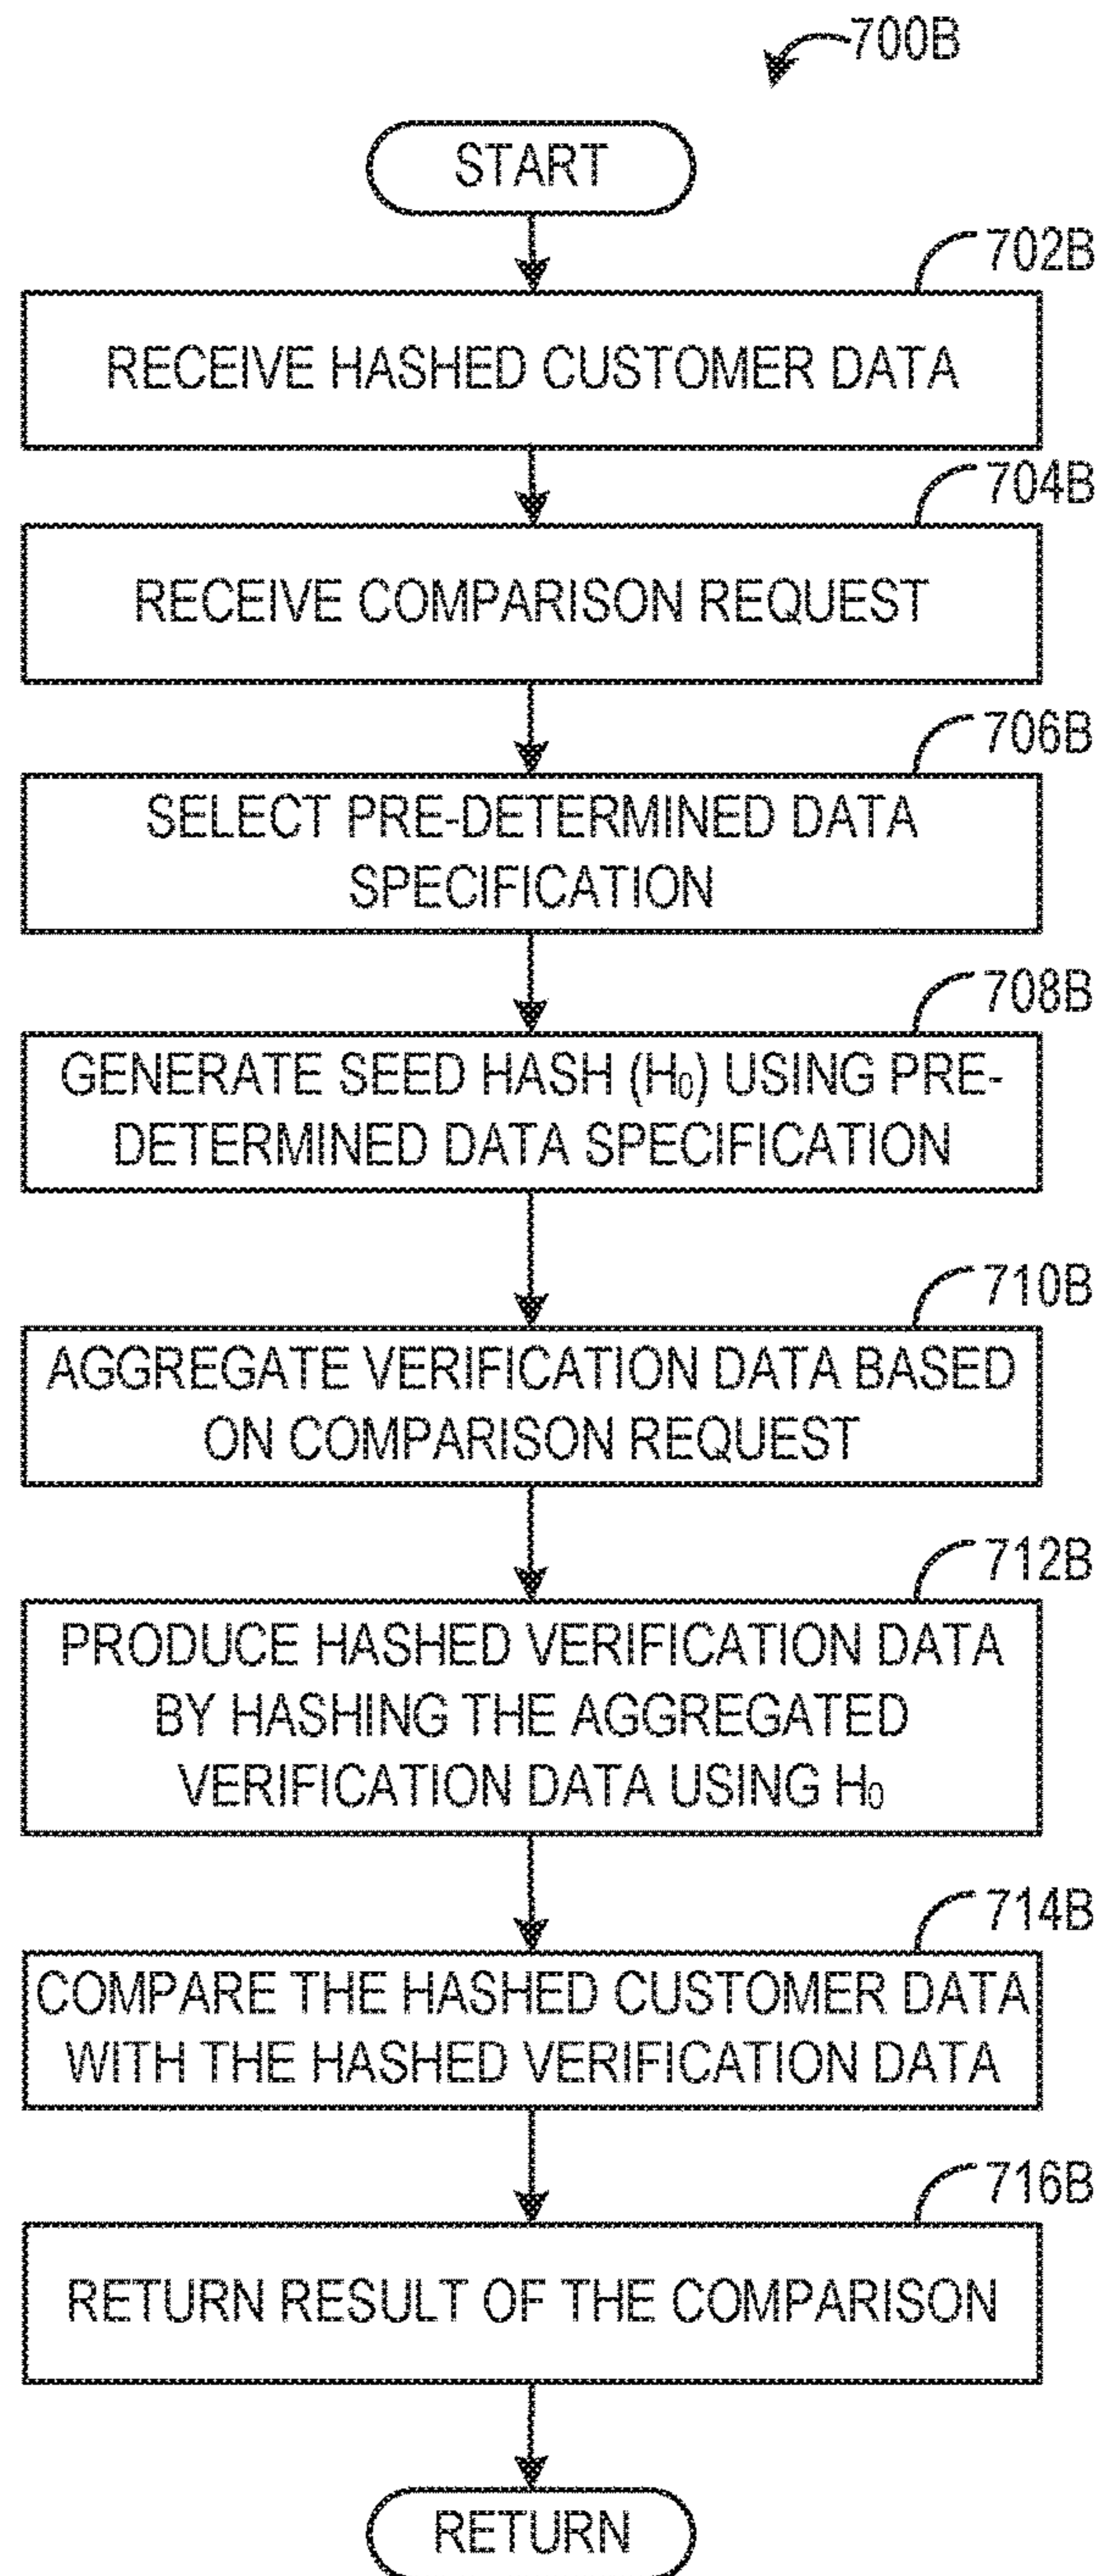 700B
START
702B
RECEIVE HASHED CUSTOMER DATA
704B
RECEIVE COMPARISON REQUEST
706B
SELECT PRE-DETERMINED DATA
SPECIFICATION
708B
GENERATE SEED HASH (H₀) USING PRE-
DETERMINED DATA SPECIFICATION
710B
AGGREGATE VERIFICATION DATA BASED
ON COMPARISON REQUEST
712B
PRODUCE HASHED VERIFICATION DATA
BY HASHING THE AGGREGATED
VERIFICATION DATA USING H₀
714B
COMPARE THE HASHED CUSTOMER DATA
WITH THE HASHED VERIFICATION DATA
716B
RETURN RESULT OF THE COMPARISON
RETURN